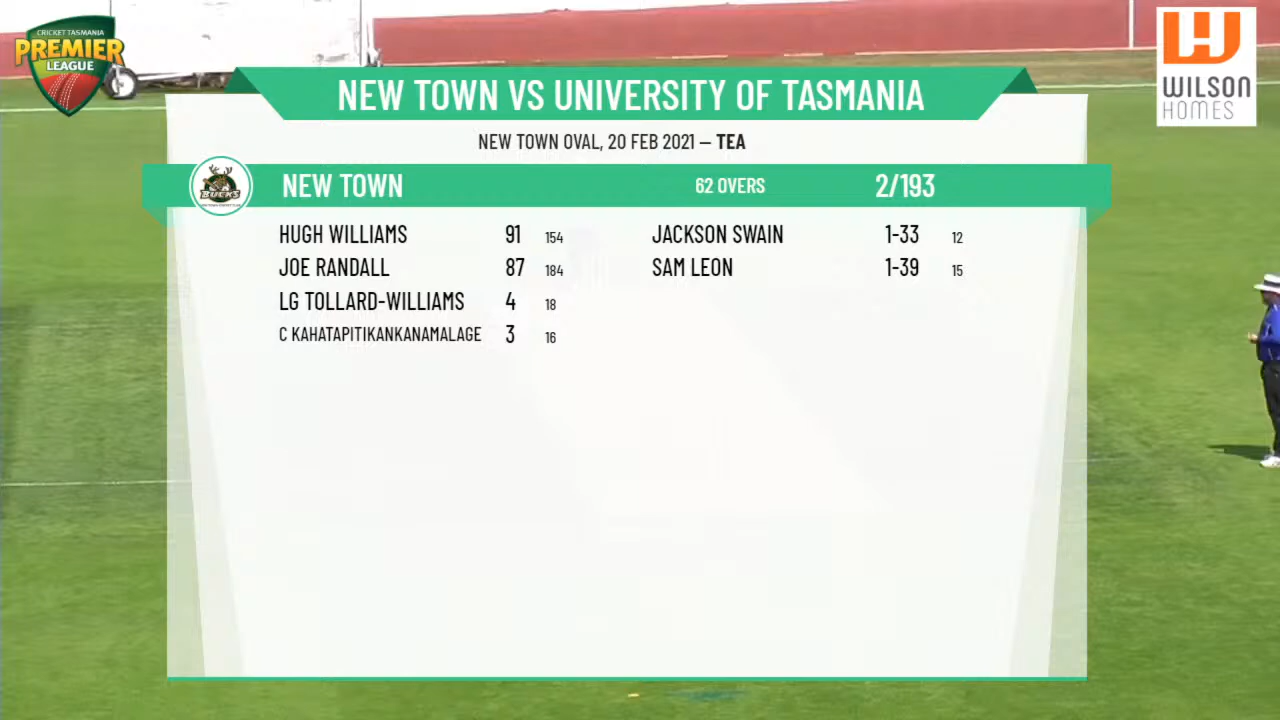 CRICKET TASMANIA
PREMIER
LEAGUE
WILSON
HOMES
NEW TOWN VS UNIVERSITY OF TASMANIA
NEW TOWN OVAL, 20 FEB 2021 – TEA
BUCKS
NEW TOWN 62 OVERS 2/193
HUGH WILLIAMS 91 154 JACKSON SWAIN 1-33 12
JOE RANDALL 87 184 SAM LEON 1-39 15
LG TOLLARD-WILLIAMS 4 18
C KAHATAPITIKANKANAMALAGE 3 16